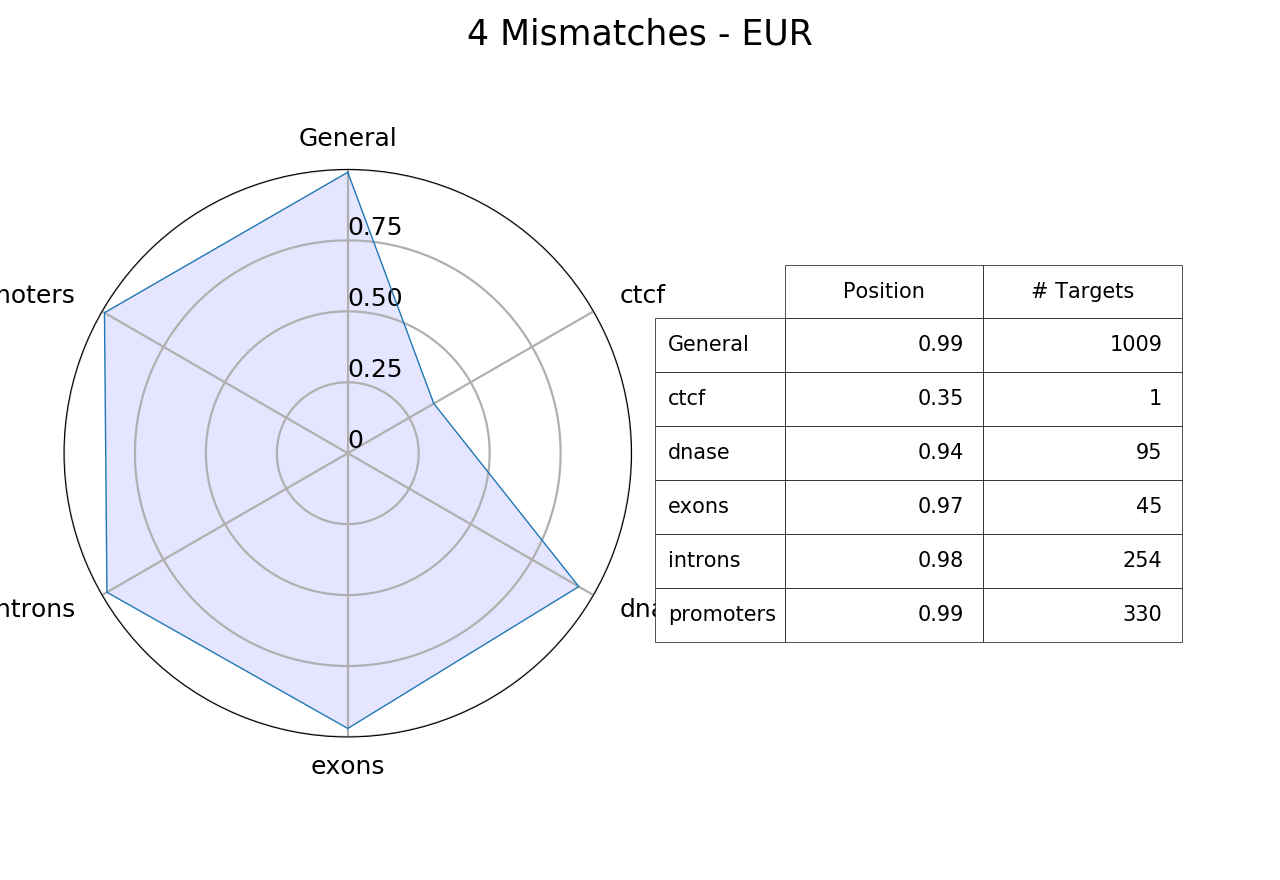 4 Mismatches - EUR
General
0.75
0.50
0.25
0
noters
ctcf
ntrons
dna
exons
Position # Targets
General 0.99 1009
ctcf 0.35 1
dnase 0.94 95
exons 0.97 45
introns 0.98 254
promoters 0.99 330